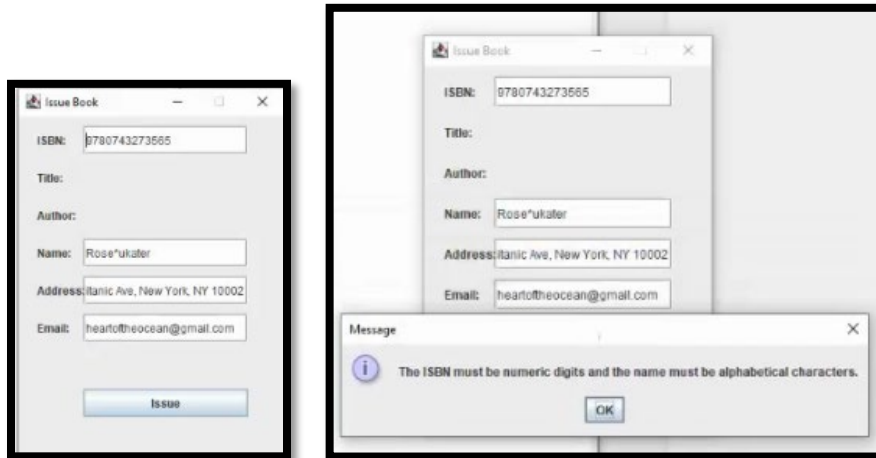 Issue Book
ISBN: 9780743273565
Title:
Author:
Name: Rose*ukater
Address: itanic Ave, New York, NY 10002
Email: heartoftheocean@gmail.com
Issue
Issue Book
ISBN: 9780743273565
Title:
Author:
Name: Rose*ukater
Address: itanic Ave, New York, NY 10002
Email: heartoftheocean@gmail.com
Message
The ISBN must be numeric digits and the name must be alphabetical characters.
OK